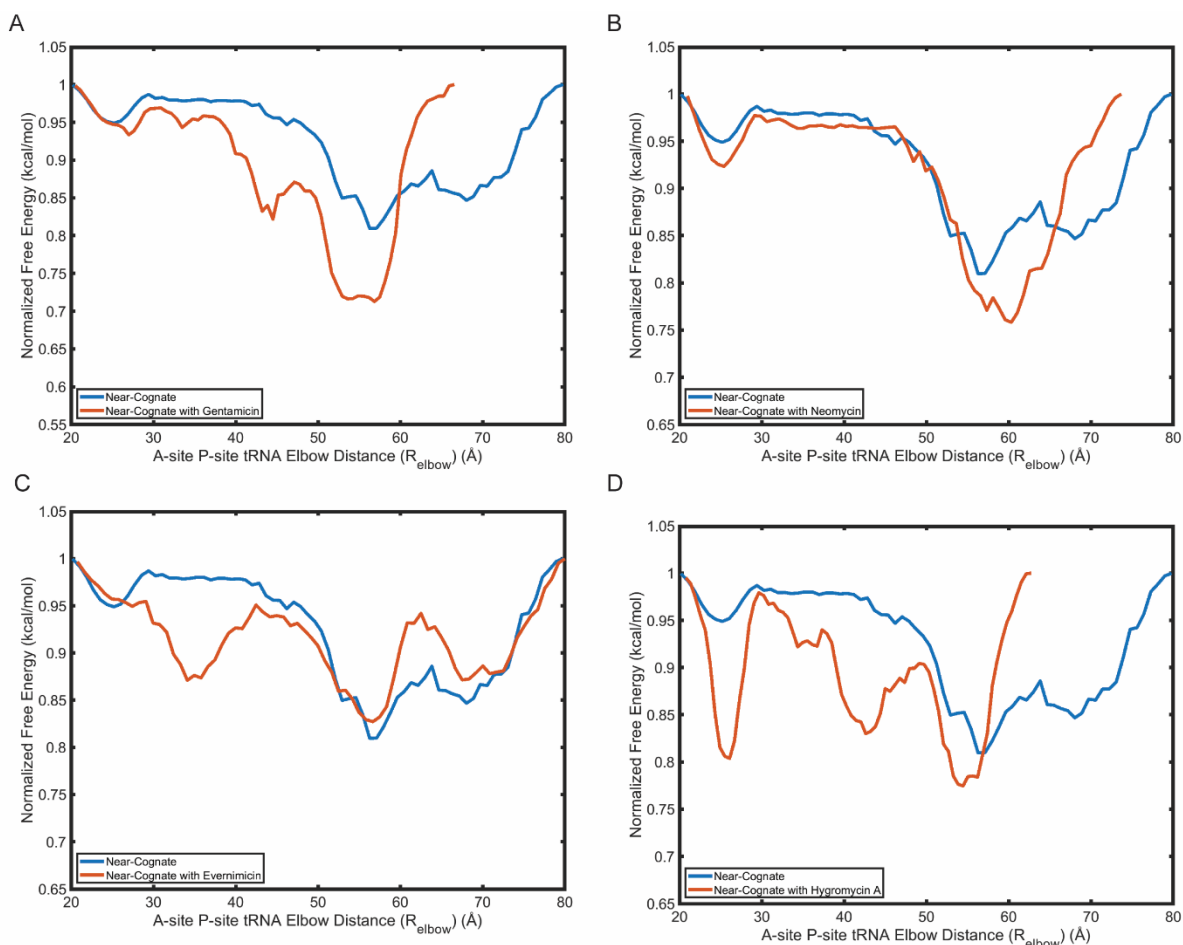 A
1.05
1
0.95
0.9
0.85
0.8
0.75
0.7
0.65
0.6
0.55
Normalized Free Energy (kcal/mol)
Near-Cognate
Near-Cognate with Gentamicin
20 30 40 50 60 70 80
A-site P-site tRNA Elbow Distance (R_elbow) (Å)
B
1.05
1
0.95
0.9
0.85
0.8
0.75
0.7
0.65
Normalized Free Energy (kcal/mol)
Near-Cognate
Near-Cognate with Neomycin
20 30 40 50 60 70 80
A-site P-site tRNA Elbow Distance (R_elbow) (Å)
C
1.05
1
0.95
0.9
0.85
0.8
0.75
0.7
0.65
Normalized Free Energy (kcal/mol)
Near-Cognate
Near-Cognate with Evernimicin
20 30 40 50 60 70 80
A-site P-site tRNA Elbow Distance (R_elbow) (Å)
D
1.05
1
0.95
0.9
0.85
0.8
0.75
0.7
0.65
Normalized Free Energy (kcal/mol)
Near-Cognate
Near-Cognate with Hygromycin A
20 30 40 50 60 70 80
A-site P-site tRNA Elbow Distance (R_elbow) (Å)